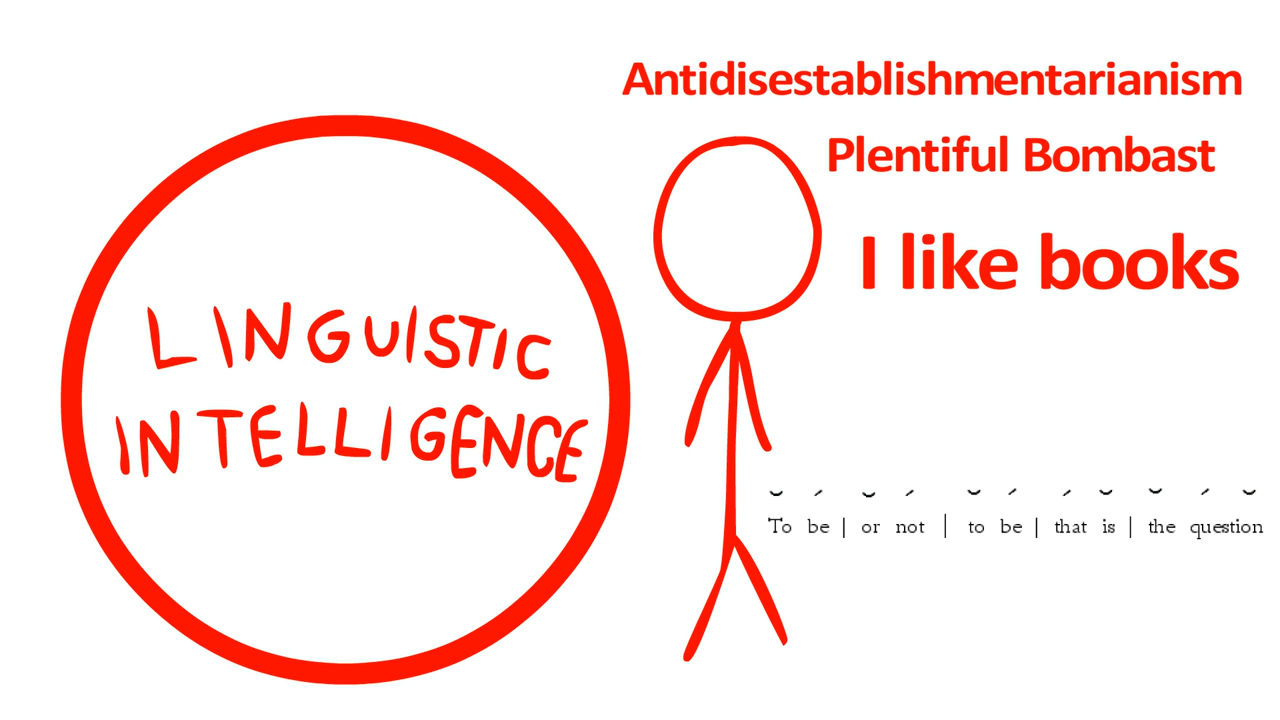 Antidisestablishmentarianism
Plentiful Bombast
I like books
LINGUISTIC
INTELLIGENCE
To be | or not | to be | that is | the question